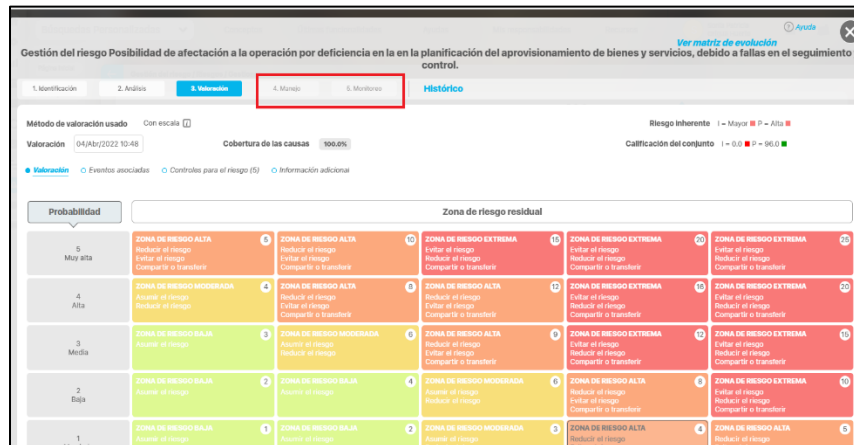 Ayuda
Ver matriz de evolución
Gestión del riesgo Posibilidad de afectación a la operación por deficiencia en la en la planificación del aprovisionamiento de bienes y servicios, debido a fallas en el seguimiento
control.
1. Identificación 2. Análisis 3. Valoración 4. Manejo 5. Monitoreo Histórico
Método de valoración usado Con escala Riesgo Inherente I = Mayor P = Alta
Valoración 04/Abr/2022 10:48 Cobertura de las causas 100.0% Calificación del conjunto I = 0.0 P = 96.0
Valoración Eventos asociadas Controles para el riesgo (5) Información adicional
Probabilidad Zona de riesgo residual
5
Muy alta
ZONA DE RIESGO ALTA 5
Reducir el riesgo
Evitar el riesgo
Compartir o transferir
ZONA DE RIESGO ALTA 10
Reducir el riesgo
Evitar el riesgo
Compartir o transferir
ZONA DE RIESGO EXTREMA 15
Evitar el riesgo
Reducir el riesgo
Compartir o transferir
ZONA DE RIESGO EXTREMA 20
Evitar el riesgo
Reducir el riesgo
Compartir o transferir
ZONA DE RIESGO EXTREMA 25
Evitar el riesgo
Reducir el riesgo
Compartir o transferir
4
Alta
ZONA DE RIESGO MODERADA 4
Asumir el riesgo
Reducir el riesgo
ZONA DE RIESGO ALTA 8
Reducir el riesgo
Evitar el riesgo
Compartir o transferir
ZONA DE RIESGO ALTA 12
Reducir el riesgo
Evitar el riesgo
Compartir o transferir
ZONA DE RIESGO EXTREMA 16
Evitar el riesgo
Reducir el riesgo
Compartir o transferir
ZONA DE RIESGO EXTREMA 20
Evitar el riesgo
Reducir el riesgo
Compartir o transferir
3
Media
ZONA DE RIESGO BAJA 3
Asumir el riesgo
ZONA DE RIESGO MODERADA 6
Asumir el riesgo
Reducir el riesgo
ZONA DE RIESGO ALTA 9
Reducir el riesgo
Evitar el riesgo
Compartir o transferir
ZONA DE RIESGO EXTREMA 12
Evitar el riesgo
Reducir el riesgo
Compartir o transferir
ZONA DE RIESGO EXTREMA 15
Evitar el riesgo
Reducir el riesgo
Compartir o transferir
2
Baja
ZONA DE RIESGO BAJA 2
Asumir el riesgo
ZONA DE RIESGO BAJA 4
Asumir el riesgo
ZONA DE RIESGO MODERADA 6
Asumir el riesgo
Reducir el riesgo
ZONA DE RIESGO ALTA 8
Reducir el riesgo
Evitar el riesgo
Compartir o transferir
ZONA DE RIESGO EXTREMA 10
Evitar el riesgo
Reducir el riesgo
Compartir o transferir
1
ZONA DE RIESGO BAJA 1
Asumir el riesgo
ZONA DE RIESGO BAJA 2
Asumir el riesgo
ZONA DE RIESGO MODERADA 3
Asumir el riesgo
ZONA DE RIESGO ALTA 4
Reducir el riesgo
ZONA DE RIESGO ALTA 5
Reducir el riesgo